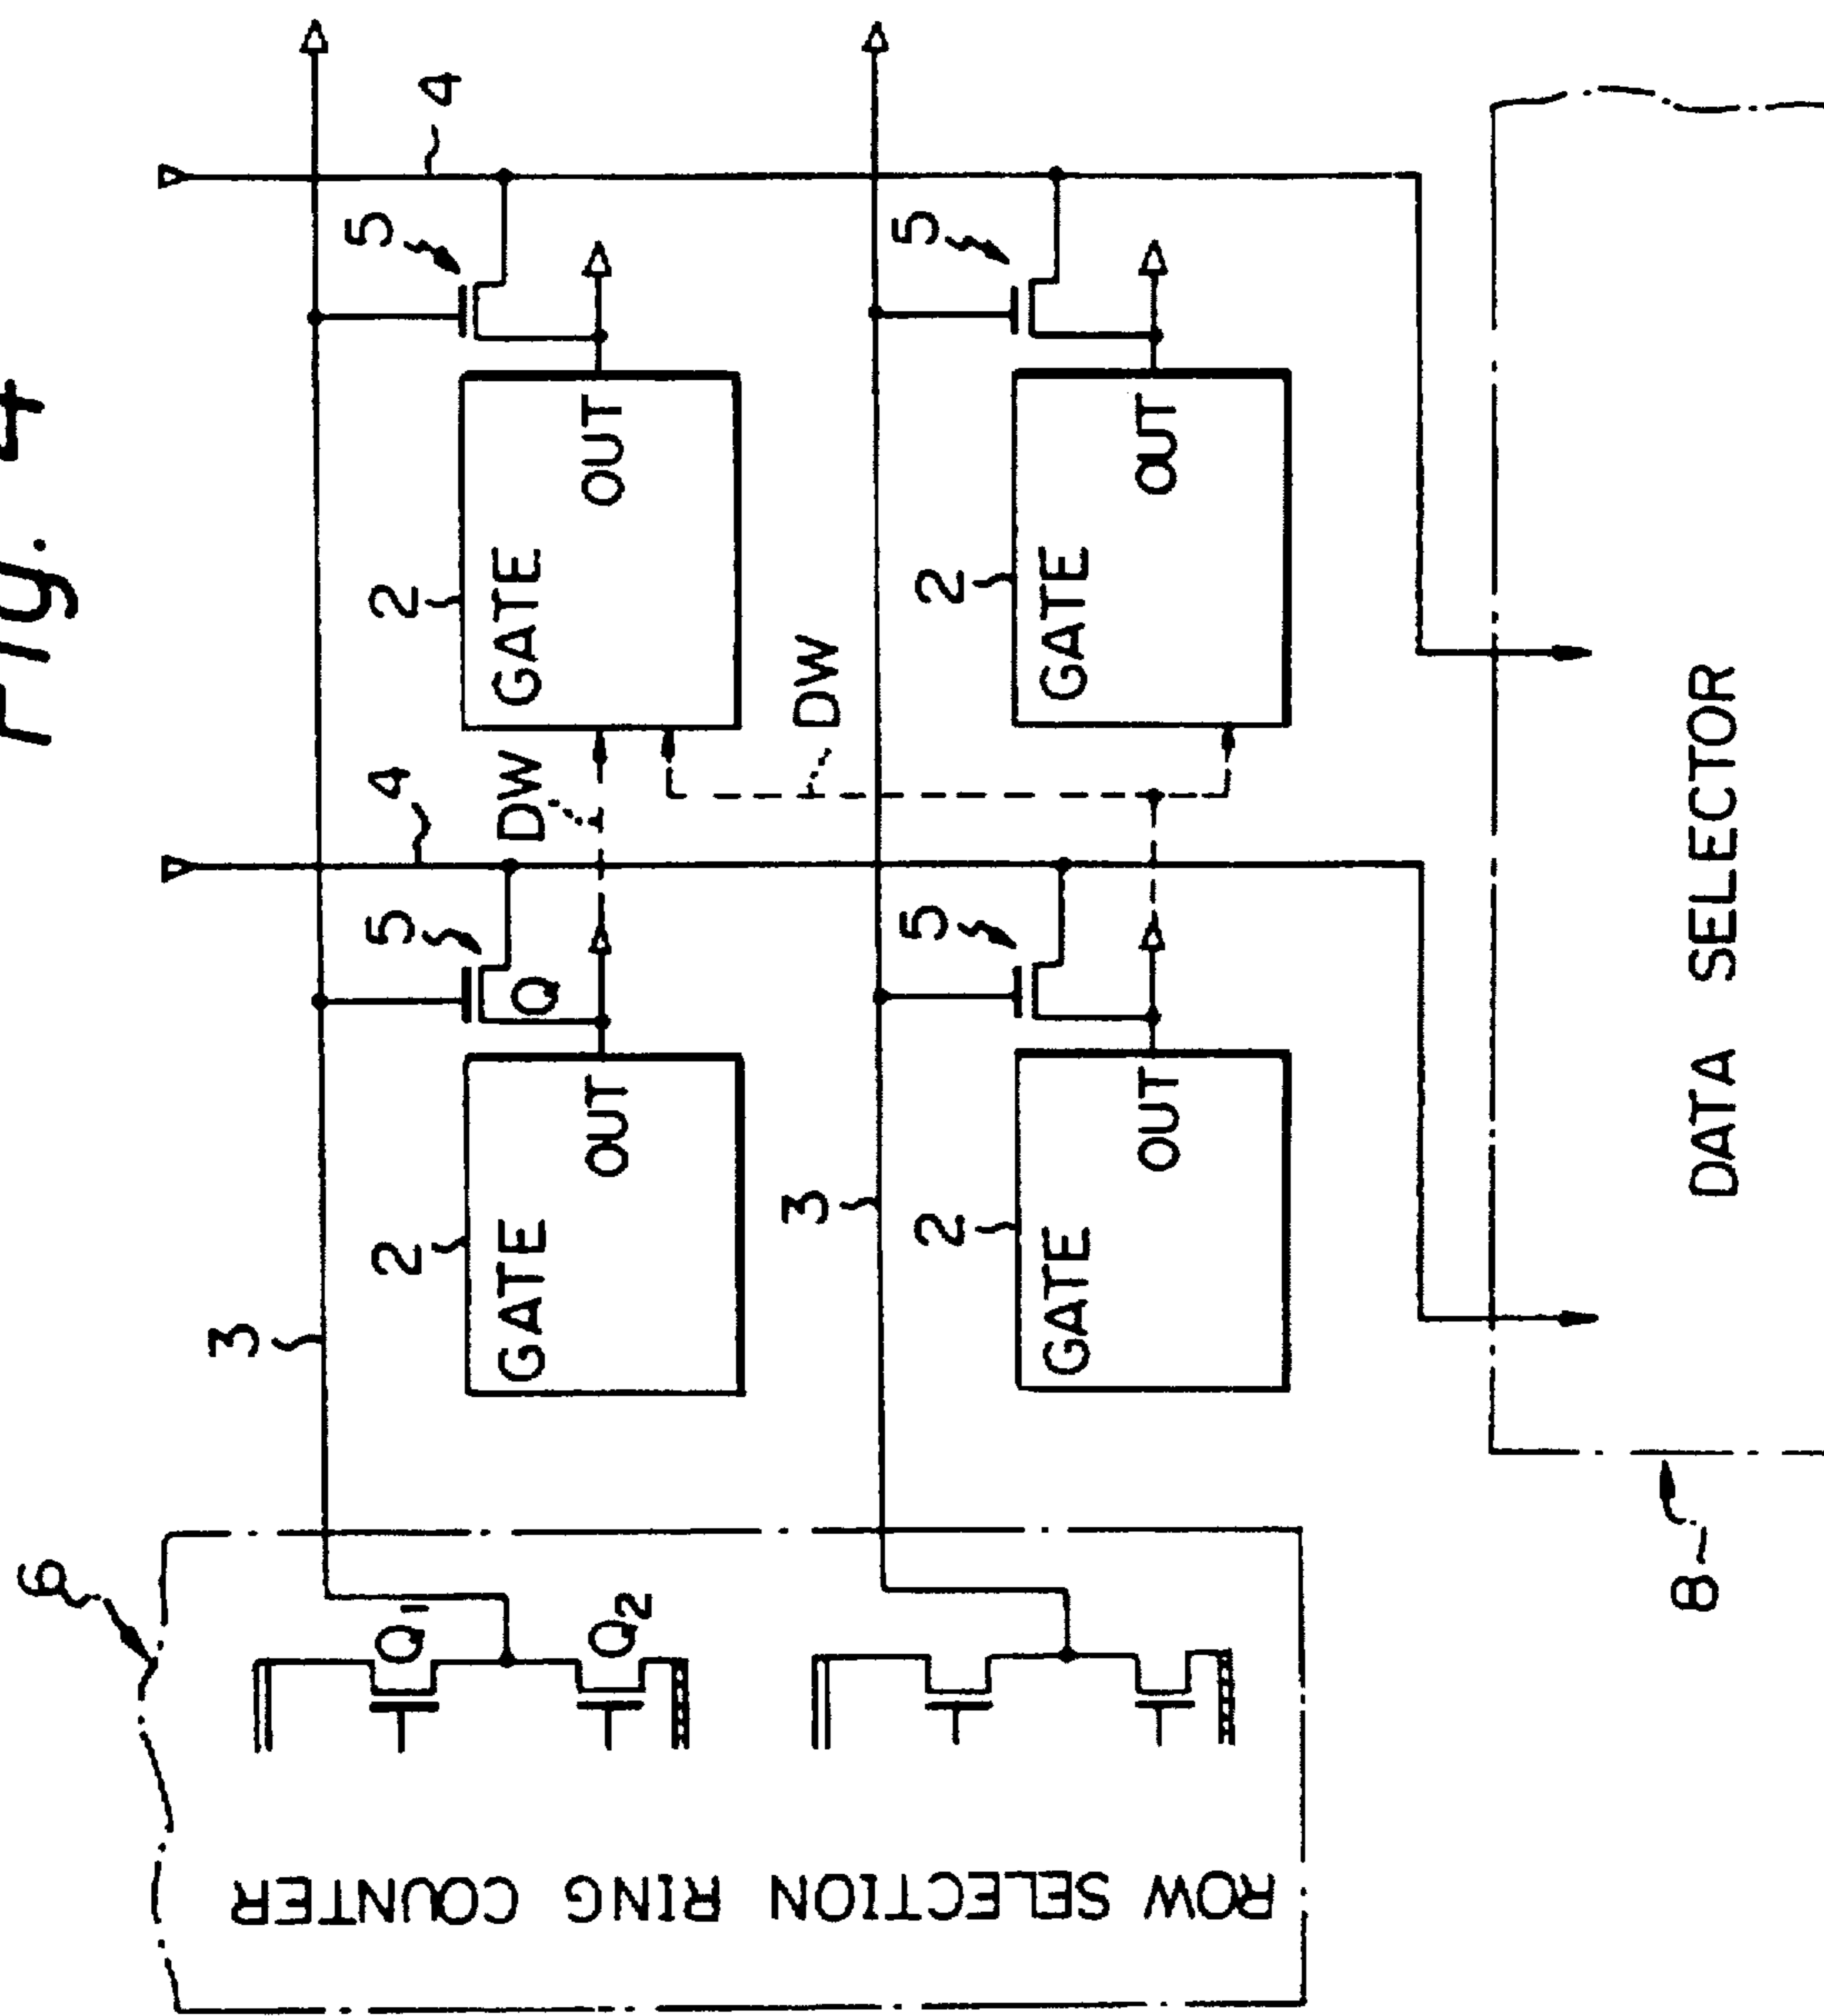 Fig. 4
6
3
2
GATE
OUT
5
Q
4
DW
2
GATE
OUT
5
4
Q1
Q2
3
2
GATE
OUT
5
DW
2
GATE
OUT
5
ROW SELECTION RING COUNTER
8
DATA SELECTOR